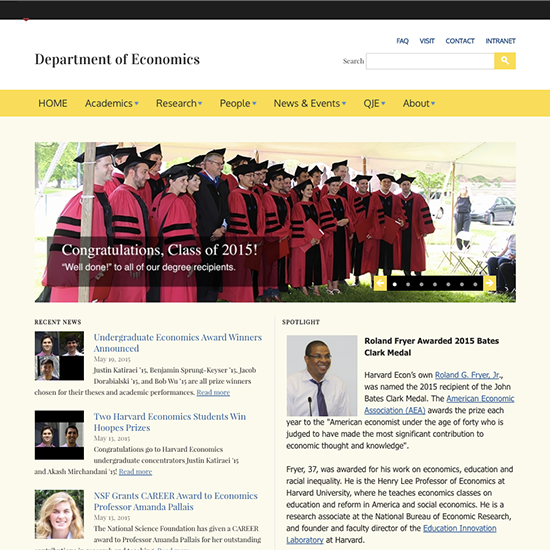 FAQ VISIT CONTACT INTRANET
Department of Economics
Search
HOME Academics Research People News & Events QJE About
Congratulations, Class of 2015!
"Well done!" to all of our degree recipients.
RECENT NEWS
Undergraduate Economics Award Winners
Announced
May 19, 2015
Justin Katiraei '15, Benjamin Sprung-Keyser '15, Jacob
Dorabialski '15, and Bob Wu '15 are all prize winners
chosen for their theses and academic performances. Read more
Two Harvard Economics Students Win
Hoopes Prizes
May 15, 2015
Congratulations go to Harvard Economics
undergraduate concentrators Justin Katiraei '15
and Akash Mirchandani '15! Read more
NSF Grants CAREER Award to Economics
Professor Amanda Pallais
May 13, 2015
The National Science Foundation has given a CAREER
award to Professor Amanda Pallais for her outstanding
SPOTLIGHT
Roland Fryer Awarded 2015 Bates
Clark Medal
Harvard Econ's own Roland G. Fryer, Jr.,
was named the 2015 recipient of the John
Bates Clark Medal. The American Economic
Association (AEA) awards the prize each
year to the "American economist under the age of forty who is
judged to have made the most significant contribution to
economic thought and knowledge".
Fryer, 37, was awarded for his work on economics, education and
racial inequality. He is the Henry Lee Professor of Economics at
Harvard University, where he teaches economics classes on
education and reform in America and social economics. He is a
research associate at the National Bureau of Economic Research,
and founder and faculty director of the Education Innovation
Laboratory at Harvard.